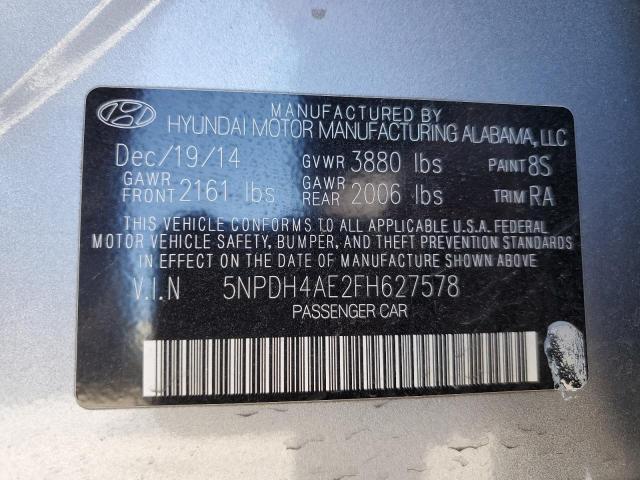 MANUFACTURED BY
HYUNDAI MOTOR MANUFACTURING ALABAMA, LLC
Dec/19/14 GVWR 3880 lbs PAINT 8S
GAWR FRONT 2161 lbs GAWR REAR 2006 lbs TRIM RA
THIS VEHICLE CONFORMS TO ALL APPLICABLE U.S.A. FEDERAL
MOTOR VEHICLE SAFETY, BUMPER, AND THEFT PREVENTION STANDARDS
IN EFFECT ON THE DATE OF MANUFACTURE SHOWN ABOVE.
V.I.N 5NPDH4AE2FH627578
PASSENGER CAR